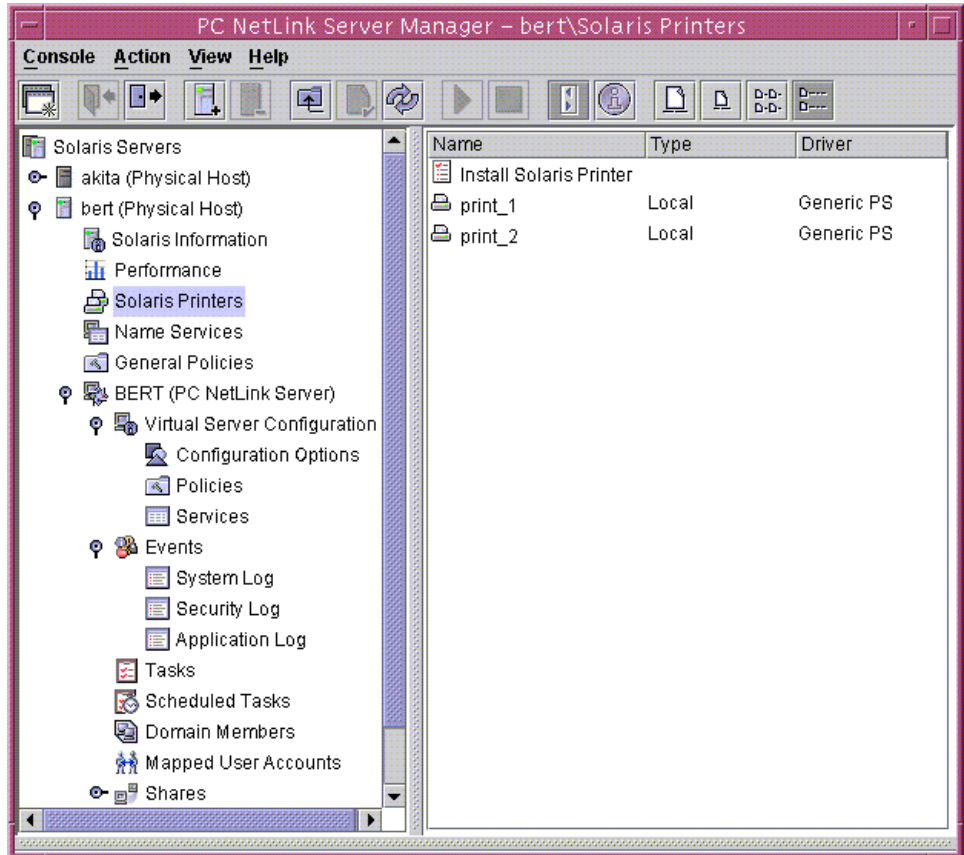 PC NetLink Server Manager – bert\Solaris Printers
Console Action View Help
Solaris Servers
akita (Physical Host)
bert (Physical Host)
Solaris Information
Performance
Solaris Printers
Name Services
General Policies
BERT (PC NetLink Server)
Virtual Server Configuration
Configuration Options
Policies
Services
Events
System Log
Security Log
Application Log
Tasks
Scheduled Tasks
Domain Members
Mapped User Accounts
Shares
Name Type Driver
Install Solaris Printer
print_1 Local Generic PS
print_2 Local Generic PS